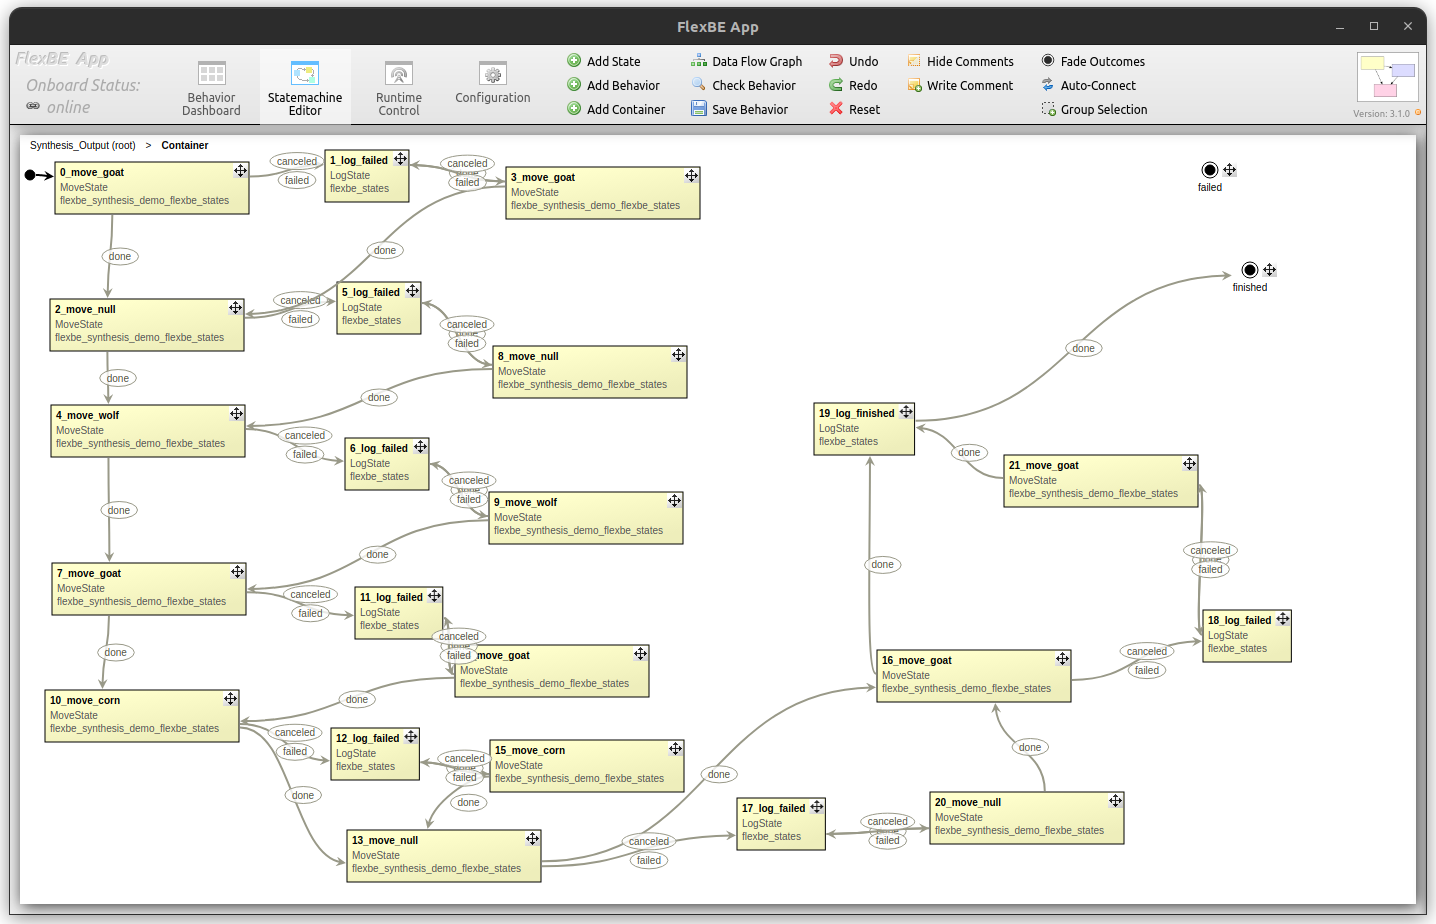 FlexBE App
FlexBE App
Onboard Status:
online
Behavior
Dashboard
Statemachine
Editor
Runtime
Control
Configuration
Add State
Add Behavior
Add Container
Data Flow Graph
Check Behavior
Save Behavior
Undo
Redo
Reset
Hide Comments
Write Comment
Fade Outcomes
Auto-Connect
Group Selection
Version: 3.1.0
Synthesis_Output (root) > Container
0_move_goat
MoveState
flexbe_synthesis_demo_flexbe_states
canceled
failed
1_log_failed
LogState
flexbe_states
canceled
failed
3_move_goat
MoveState
flexbe_synthesis_demo_flexbe_states
failed
done
done
finished
2_move_null
MoveState
flexbe_synthesis_demo_flexbe_states
canceled
failed
5_log_failed
LogState
flexbe_states
canceled
failed
8_move_null
MoveState
flexbe_synthesis_demo_flexbe_states
done
done
done
4_move_wolf
MoveState
flexbe_synthesis_demo_flexbe_states
canceled
failed
6_log_failed
LogState
flexbe_states
canceled
failed
9_move_wolf
MoveState
flexbe_synthesis_demo_flexbe_states
19_log_finished
LogState
flexbe_states
done
21_move_goat
MoveState
flexbe_synthesis_demo_flexbe_states
done
done
done
canceled
failed
7_move_goat
MoveState
flexbe_synthesis_demo_flexbe_states
canceled
failed
11_log_failed
LogState
flexbe_states
canceled
failed
move_goat
MoveState
flexbe_synthesis_demo_flexbe_states
18_log_failed
LogState
flexbe_states
done
done
16_move_goat
MoveState
flexbe_synthesis_demo_flexbe_states
canceled
failed
10_move_corn
MoveState
flexbe_synthesis_demo_flexbe_states
canceled
failed
12_log_failed
LogState
flexbe_states
canceled
failed
15_move_corn
MoveState
flexbe_synthesis_demo_flexbe_states
done
done
done
done
13_move_null
MoveState
flexbe_synthesis_demo_flexbe_states
canceled
failed
17_log_failed
LogState
flexbe_states
canceled
failed
20_move_null
MoveState
flexbe_synthesis_demo_flexbe_states